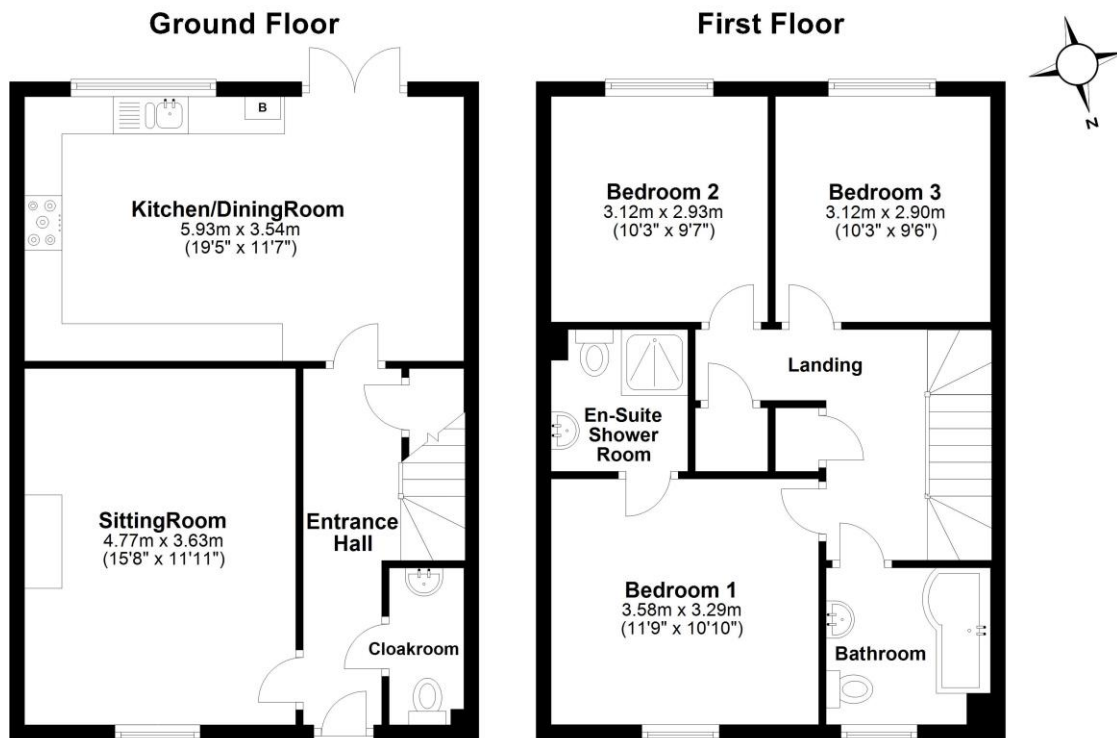 Ground Floor
First Floor
N
B
Kitchen/DiningRoom
5.93m x 3.54m
(19'5" x 11'7")
SittingRoom
4.77m x 3.63m
(15'8" x 11'11")
Entrance
Hall
Cloakroom
Bedroom 2
3.12m x 2.93m
(10'3" x 9'7")
Bedroom 3
3.12m x 2.90m
(10'3" x 9'6")
Landing
En-Suite
Shower
Room
Bedroom 1
3.58m x 3.29m
(11'9" x 10'10")
Bathroom